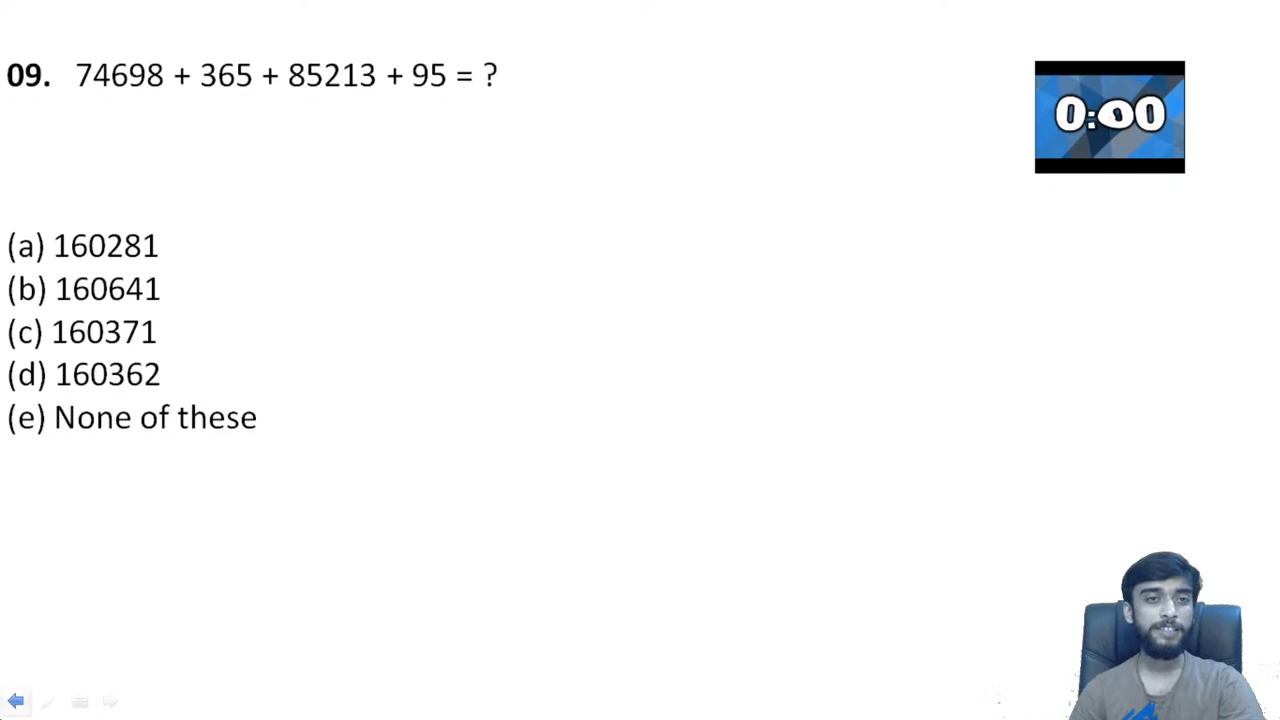 09. 74698 + 365 + 85213 + 95 = ?
0:00
(a) 160281
(b) 160641
(c) 160371
(d) 160362
(e) None of these